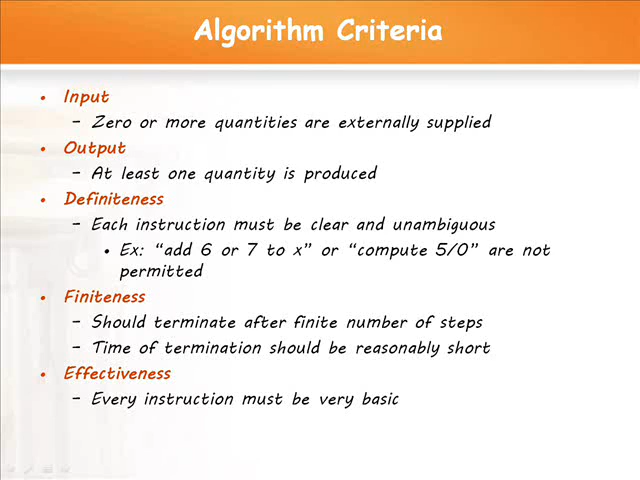 Algorithm Criteria
• Input
– Zero or more quantities are externally supplied
• Output
– At least one quantity is produced
• Definiteness
– Each instruction must be clear and unambiguous
• Ex: “add 6 or 7 to x” or “compute 5/0” are not
permitted
• Finiteness
– Should terminate after finite number of steps
– Time of termination should be reasonably short
• Effectiveness
– Every instruction must be very basic